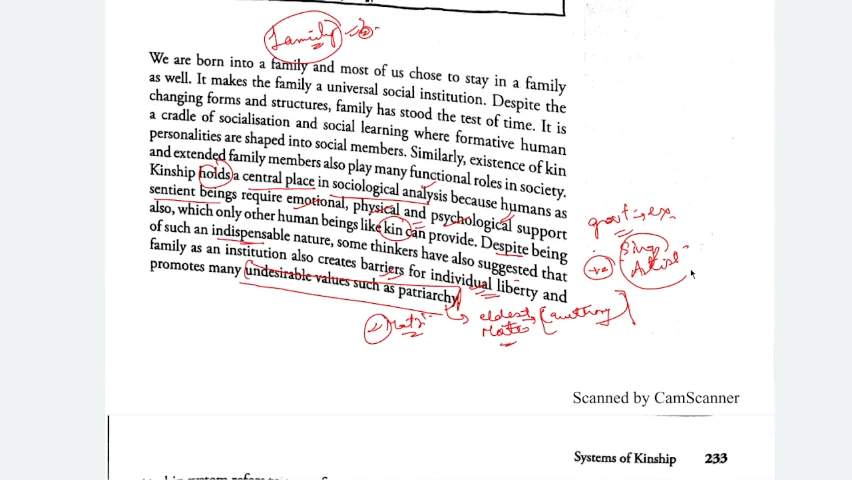 Family
We are born into a family and most of us chose to stay in a family
as well. It makes the family a universal social institution. Despite the
changing forms and structures, family has stood the test of time. It is
a cradle of socialisation and social learning where formative human
personalities are shaped into social members. Similarly, existence of kin
and extended family members also play many functional roles in society.
Kinship holds a central place in sociological analysis because humans as
sentient beings require emotional, physical and psychological support
also, which only other human beings like kin can provide. Despite being
of such an indispensable nature, some thinkers have also suggested that
family as an institution also creates barriers for individual liberty and
promotes many undesirable values such as patriarchy.
Artist
eldest
Scanned by CamScanner
Systems of Kinship 233